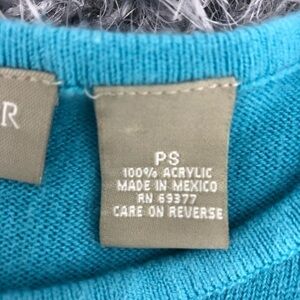 R
PS
100% ACRYLIC
MADE IN MEXICO
RN 69377
CARE ON REVERSE